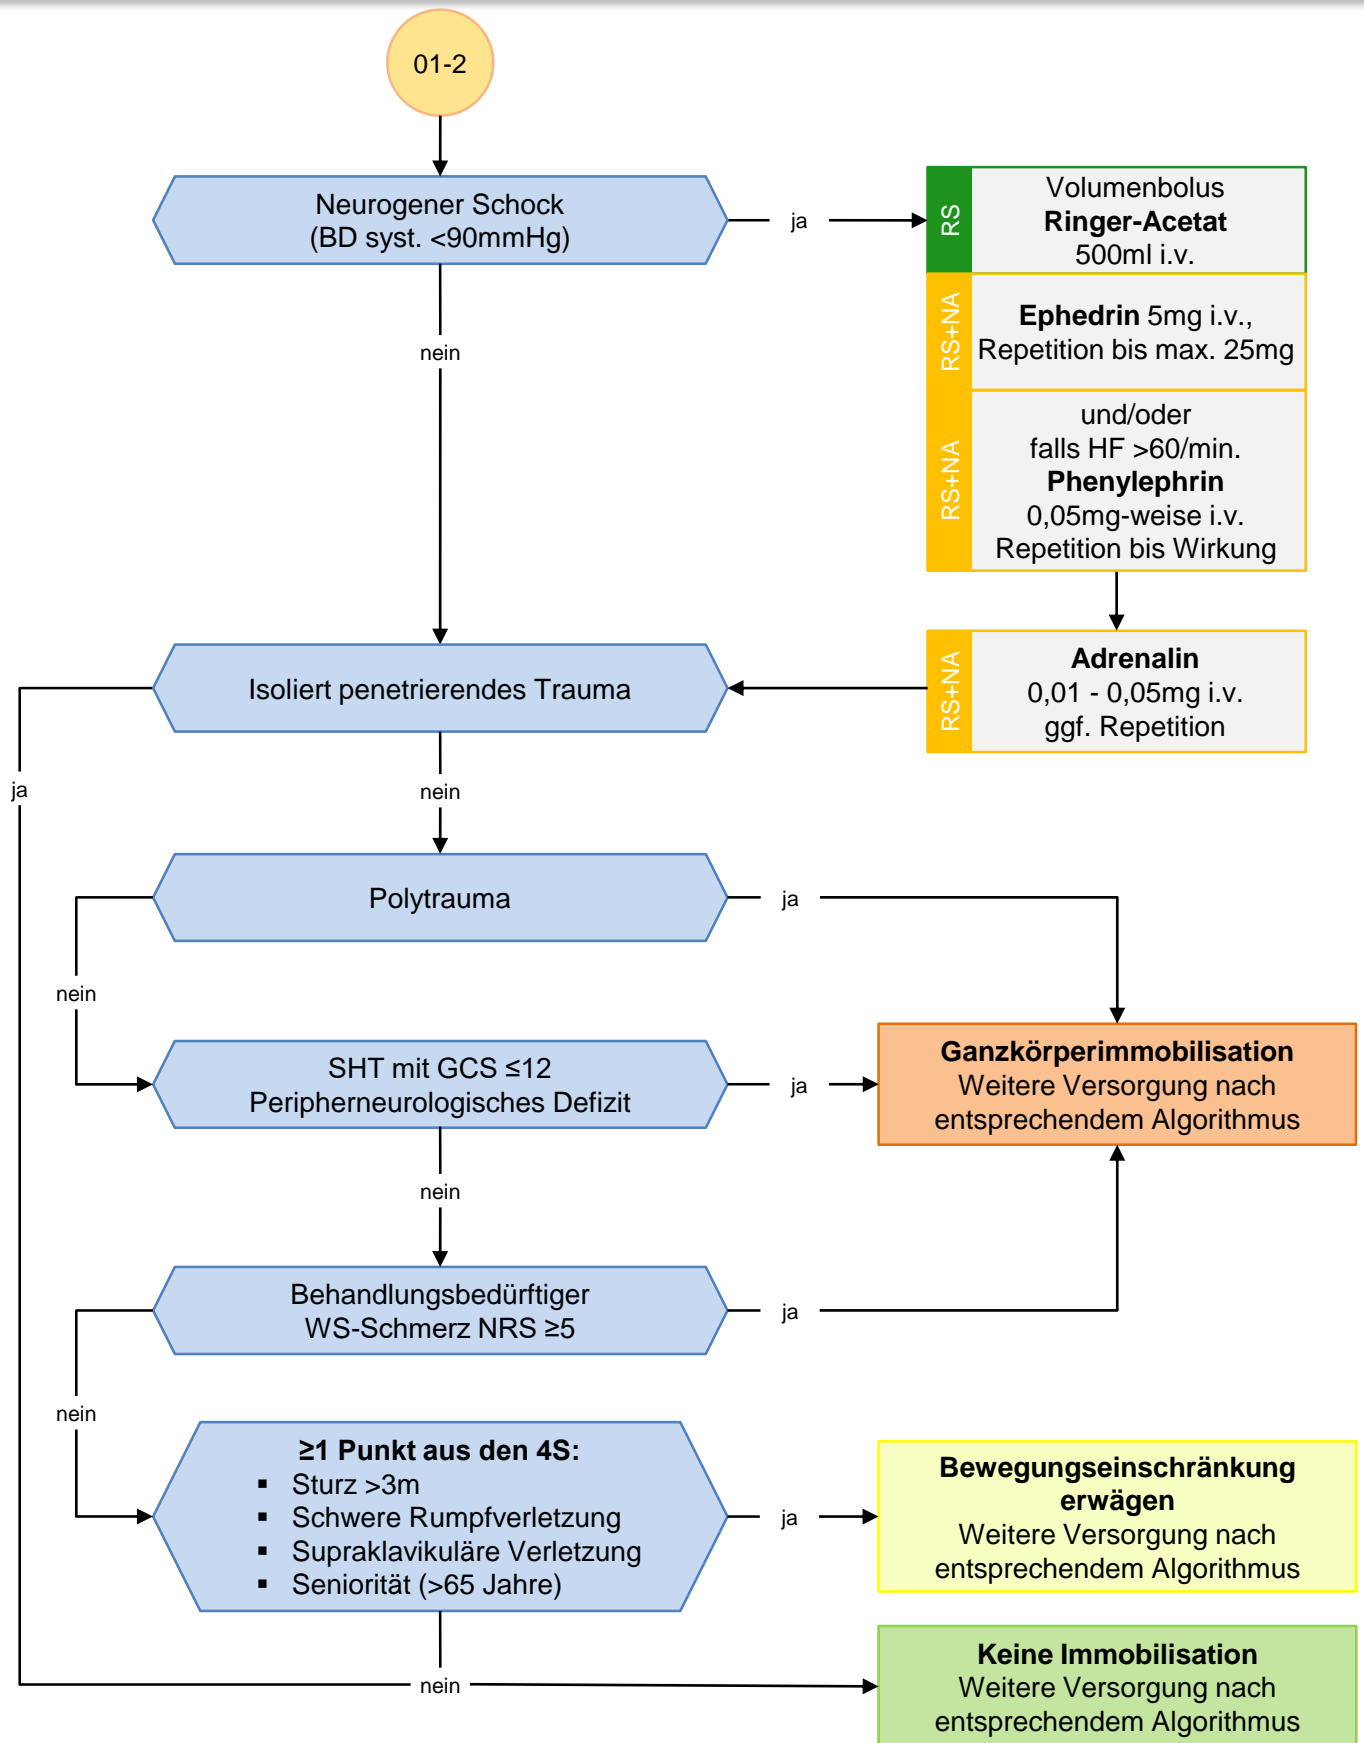 01-2
Neurogener Schock
(BD syst. <90mmHg)
ja
RS
Volumenbolus
Ringer-Acetat
500ml i.v.
RS+NA
Ephedrin 5mg i.v.,
Repetition bis max. 25mg
nein
RS+NA
und/oder
falls HF >60/min.
Phenylephrin
0,05mg-weise i.v.
Repetition bis Wirkung
Isoliert penetrierendes Trauma
RS+NA
Adrenalin
0,01 - 0,05mg i.v.
ggf. Repetition
ja
nein
Polytrauma
ja
nein
SHT mit GCS ≤12
Peripherneurologisches Defizit
ja
Ganzkörperimmobilisation
Weitere Versorgung nach
entsprechendem Algorithmus
nein
Behandlungsbedürftiger
WS-Schmerz NRS ≥5
ja
nein
≥1 Punkt aus den 4S:
▪ Sturz >3m
▪ Schwere Rumpfverletzung
▪ Supraklavikuläre Verletzung
▪ Seniorität (>65 Jahre)
ja
Bewegungseinschränkung
erwägen
Weitere Versorgung nach
entsprechendem Algorithmus
nein
Keine Immobilisation
Weitere Versorgung nach
entsprechendem Algorithmus